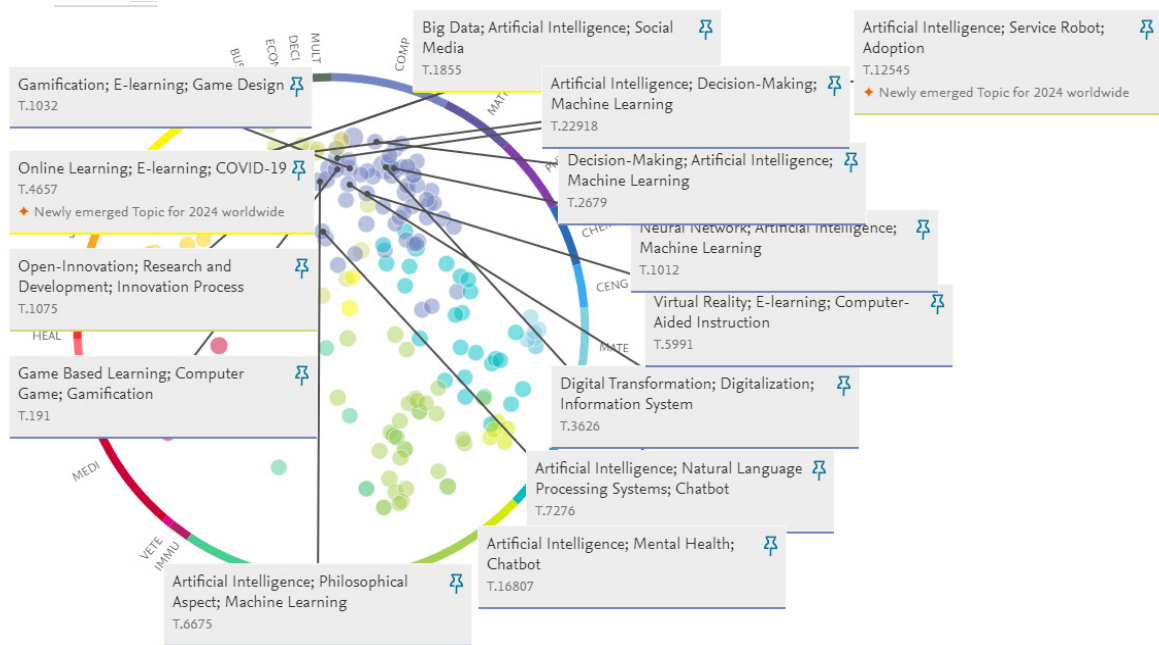 BUS
ECON
DECI
MULT
COMP
Big Data; Artificial Intelligence; Social
Media
T.1855
Artificial Intelligence; Service Robot;
Adoption
T.12545
Newly emerged Topic for 2024 worldwide
Gamification; E-learning; Game Design
T.1032
Artificial Intelligence; Decision-Making;
Machine Learning
T.22918
MATH
Online Learning; E-learning; COVID-19
T.4657
Newly emerged Topic for 2024 worldwide
Decision-Making; Artificial Intelligence;
Machine Learning
T.2679
Neural Network; Artificial Intelligence;
Machine Learning
T.1012
Open-Innovation; Research and
Development; Innovation Process
T.1075
CENG
Virtual Reality; E-learning; Computer-
Aided Instruction
T.5991
HEAL
MATE
Game Based Learning; Computer
Game; Gamification
T.191
Digital Transformation; Digitalization;
Information System
T.3626
MEDI
Artificial Intelligence; Natural Language
Processing Systems; Chatbot
T.7276
VETE
IMMU
Artificial Intelligence; Mental Health;
Chatbot
T.16807
Artificial Intelligence; Philosophical
Aspect; Machine Learning
T.6675